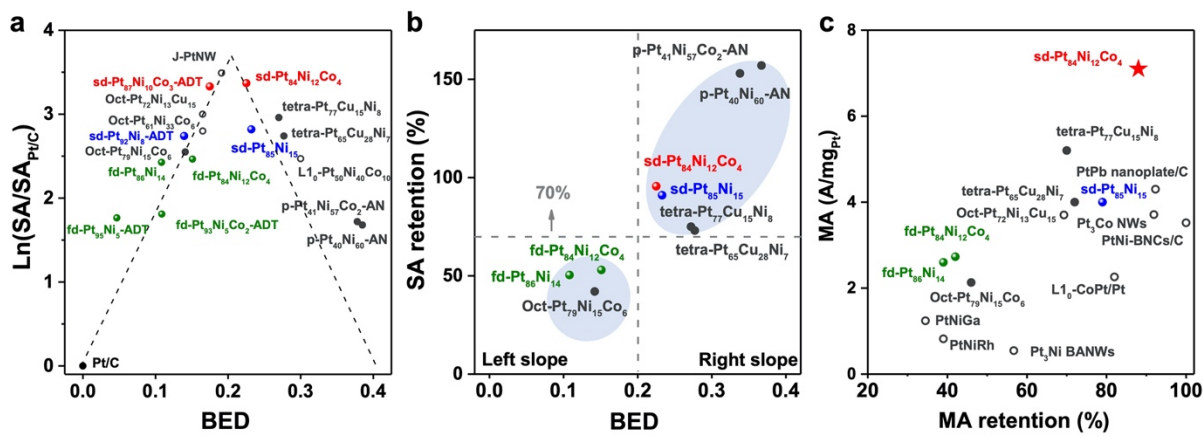 a
Ln(SA/SA_Pt/C)
4
3
2
1
0
0.0
0.1
0.2
0.3
0.4
BED
J-PtNW
sd-Pt₈₇Ni₁₀Co₃-ADT
sd-Pt₈₄Ni₁₂Co₄
Oct-Pt₇₂Ni₁₃Cu₁₅
tetra-Pt₇₇Cu₁₅Ni₈
Oct-Pt₆₁Ni₃₃Co₆
sd-Pt₉₂Ni₈-ADT
tetra-Pt₆₅Cu₂₈Ni₇
sd-Pt₈₅Ni₁₅
Oct-Pt₇₉Ni₁₅Co₆
fd-Pt₈₆Ni₁₄
fd-Pt₈₄Ni₁₂Co₄
L1₀-Pt₅₀Ni₄₀Co₁₀
p-Pt₄₁Ni₅₇Co₂-AN
fd-Pt₉₅Ni₅-ADT
fd-Pt₉₃Ni₅Co₂-ADT
p-Pt₄₀Ni₆₀-AN
Pt/C
b
SA retention (%)
150
100
50
0
0.0
0.1
0.2
0.3
0.4
BED
p-Pt₄₁Ni₅₇Co₂-AN
p-Pt₄₀Ni₆₀-AN
sd-Pt₈₄Ni₁₂Co₄
sd-Pt₈₅Ni₁₅
70%
tetra-Pt₇₇Cu₁₅Ni₈
tetra-Pt₆₅Cu₂₈Ni₇
fd-Pt₈₄Ni₁₂Co₄
fd-Pt₈₆Ni₁₄
Oct-Pt₇₉Ni₁₅Co₆
Left slope
Right slope
c
MA (A/mg_Pt)
8
6
4
2
0
20
40
60
80
100
MA retention (%)
sd-Pt₈₄Ni₁₂Co₄
tetra-Pt₇₇Cu₁₅Ni₈
PtPb nanoplate/C
tetra-Pt₆₅Cu₂₈Ni₇
sd-Pt₈₅Ni₁₅
Oct-Pt₇₂Ni₁₃Cu₁₅
Pt₃Co NWs
PtNi-BNCs/C
fd-Pt₈₄Ni₁₂Co₄
fd-Pt₈₆Ni₁₄
L1₀-CoPt/Pt
Oct-Pt₇₉Ni₁₅Co₆
PtNiGa
PtNiRh
Pt₃Ni BANWs